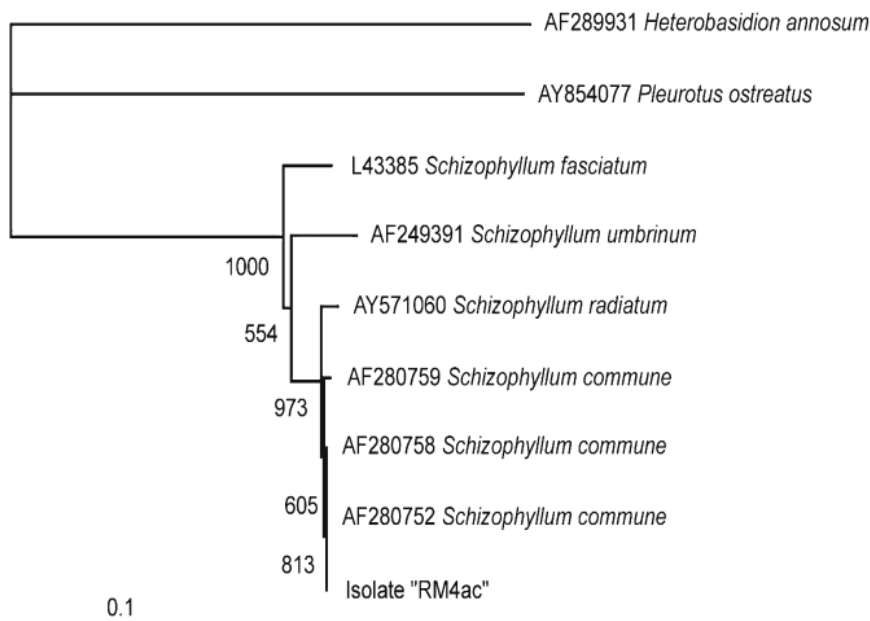 AF289931 Heterobasidion annosum
AY854077 Pleurotus ostreatus
L43385 Schizophyllum fasciatum
AF249391 Schizophyllum umbrinum
1000
AY571060 Schizophyllum radiatum
554
AF280759 Schizophyllum commune
973
AF280758 Schizophyllum commune
605
AF280752 Schizophyllum commune
813
Isolate "RM4ac"
0.1